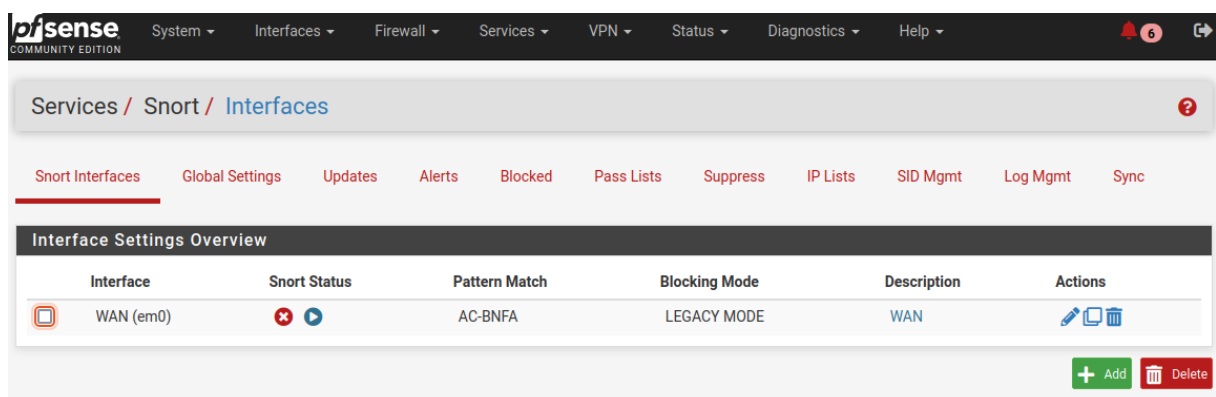 pfsense System Interfaces Firewall Services VPN Status Diagnostics Help 6
COMMUNITY EDITION
Services / Snort / Interfaces
Snort Interfaces Global Settings Updates Alerts Blocked Pass Lists Suppress IP Lists SID Mgmt Log Mgmt Sync
Interface Settings Overview
Interface Snort Status Pattern Match Blocking Mode Description Actions
WAN (em0) AC-BNFA LEGACY MODE WAN
Add Delete